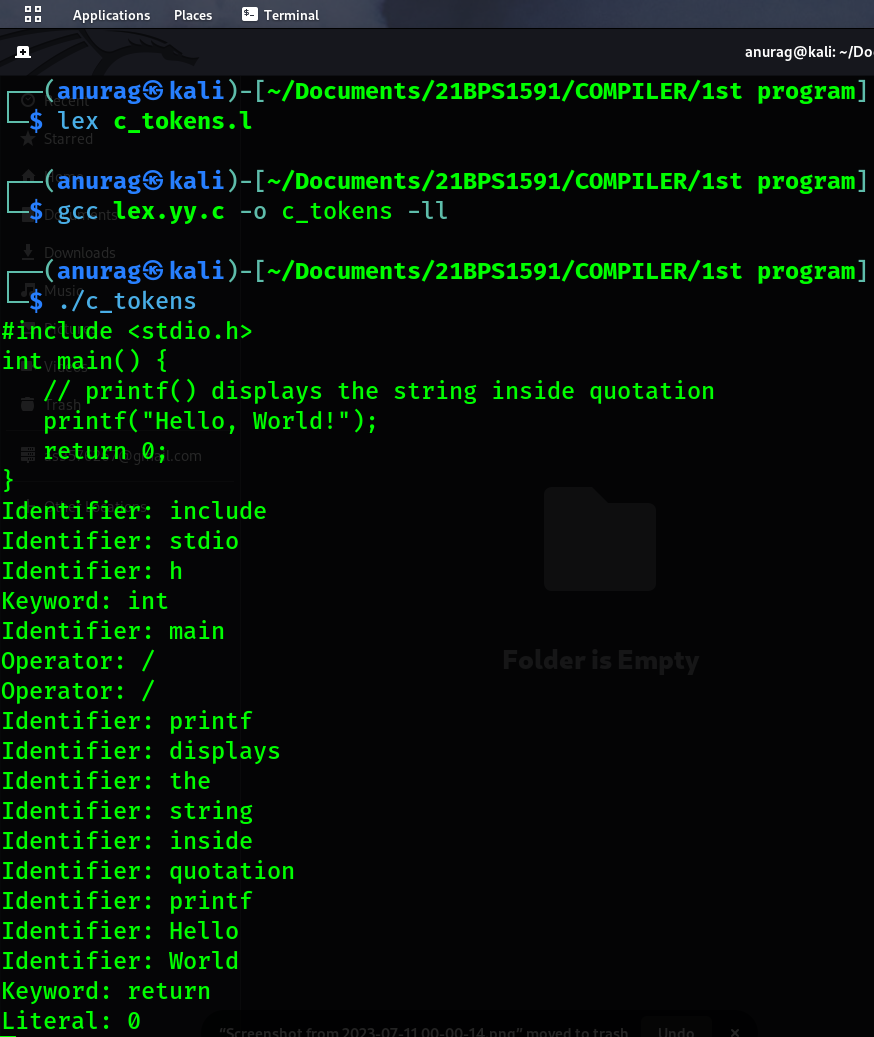 Applications Places Terminal
anurag@kali: ~/Do
┌──(anurag㉿kali)-[~/Documents/21BPS1591/COMPILER/1st program]
└─$ lex c_tokens.l
┌──(anurag㉿kali)-[~/Documents/21BPS1591/COMPILER/1st program]
└─$ gcc lex.yy.c -o c_tokens -ll
┌──(anurag㉿kali)-[~/Documents/21BPS1591/COMPILER/1st program]
└─$ ./c_tokens
#include <stdio.h>
int main() {
   // printf() displays the string inside quotation
   printf("Hello, World!");
   return 0;
}
Identifier: include
Identifier: stdio
Identifier: h
Keyword: int
Identifier: main
Operator: /
Operator: /
Identifier: printf
Identifier: displays
Identifier: the
Identifier: string
Identifier: inside
Identifier: quotation
Identifier: printf
Identifier: Hello
Identifier: World
Keyword: return
Literal: 0
Recent
Starred
Downloads
Music
Trash
Folder is Empty
"Screenshot from 2023-07-11 00-00-14.png" moved to trash Undo